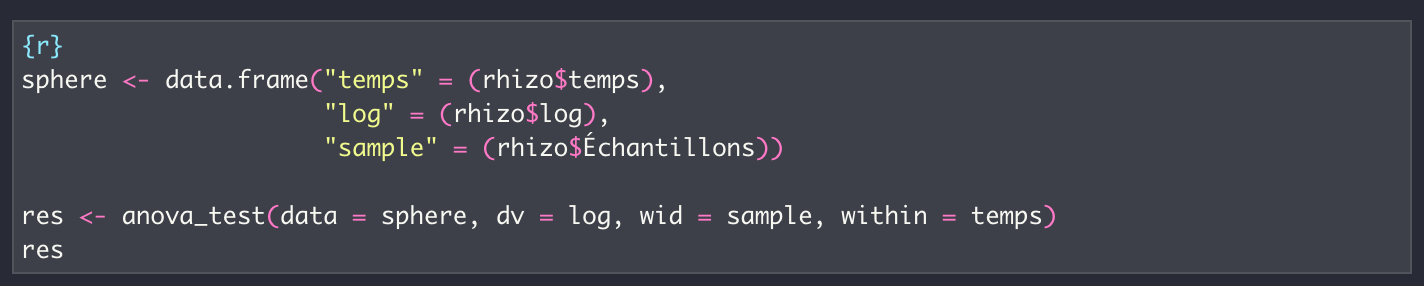 {r}
sphere <- data.frame("temps" = (rhizo$temps),
"log" = (rhizo$log),
"sample" = (rhizo$Échantillons))
res <- anova_test(data = sphere, dv = log, wid = sample, within = temps)
res